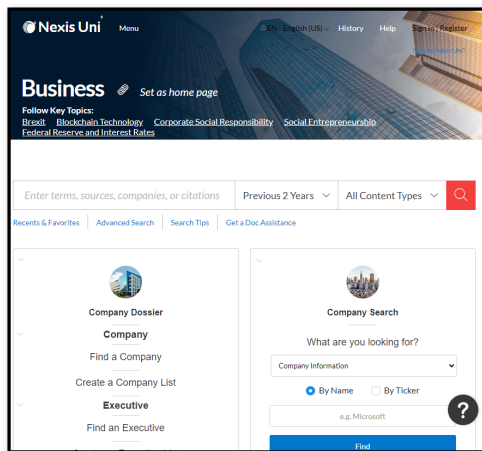 Nexis Uni
Menu
EN - English (US)
History
Help
Sign In | Register
Business
Set as home page
Follow Key Topics:
Brexit Blockchain Technology Corporate Social Responsibility Social Entrepreneurship
Federal Reserve and Interest Rates
Enter terms, sources, companies, or citations
Previous 2 Years
All Content Types
Recents & Favorites
Advanced Search
Search Tips
Get a Doc Assistance
Company Dossier
Company
Find a Company
Create a Company List
Executive
Find an Executive
Company Search
What are you looking for?
Company Information
By Name
By Ticker
e.g. Microsoft
?
Find